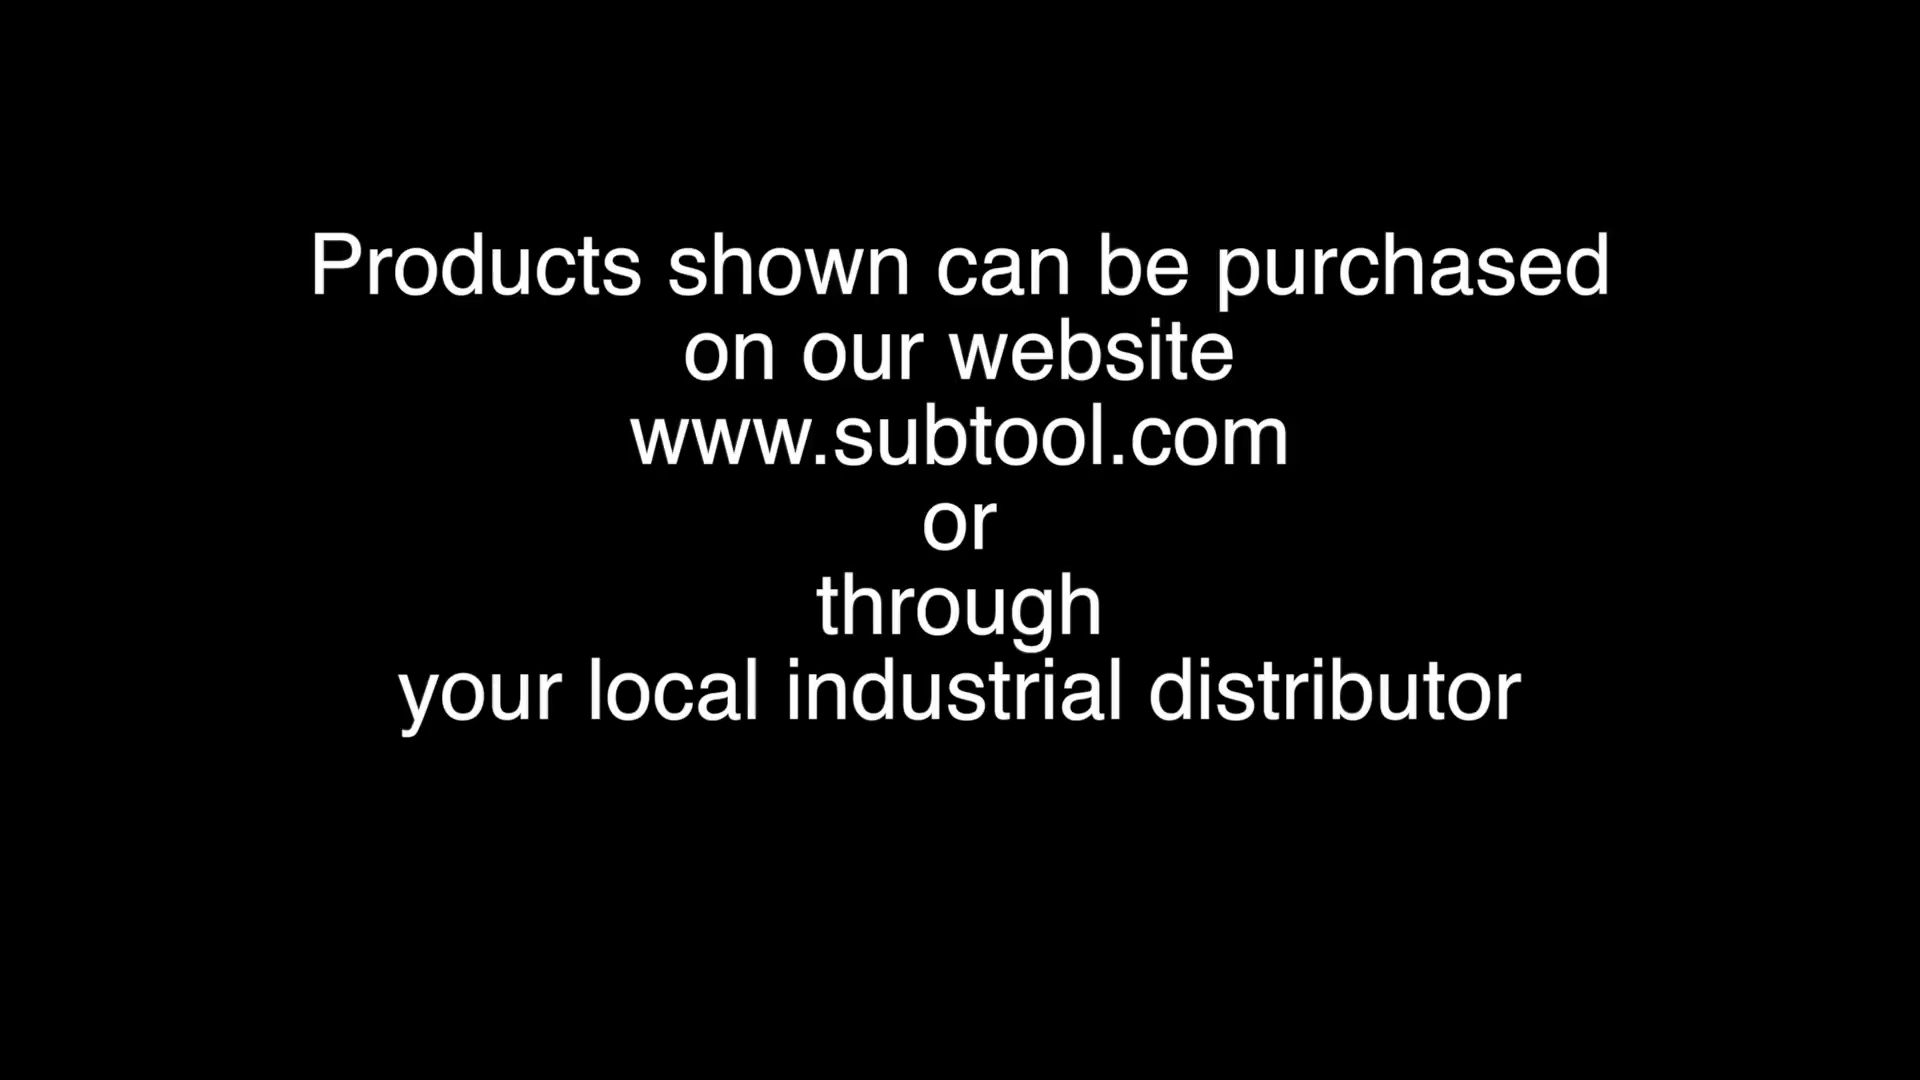 Products shown can be purchased
on our website
www.subtool.com
or
through
your local industrial distributor